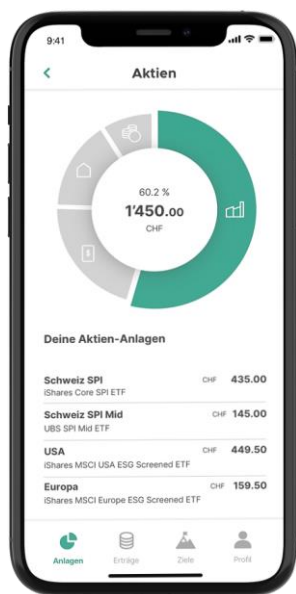 9:41
Aktien
60.2 %
1'450.00
CHF
Deine Aktien-Anlagen
Schweiz SPI CHF 435.00
iShares Core SPI ETF
Schweiz SPI Mid CHF 145.00
UBS SPI Mid ETF
USA CHF 449.50
iShares MSCI USA ESG Screened ETF
Europa CHF 159.50
iShares MSCI Europe ESG Screened ETF
Anlagen Erträge Ziele Profil